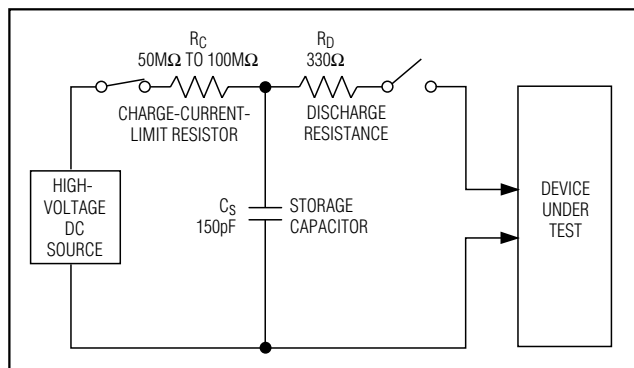 RC
50MΩ TO 100MΩ
CHARGE-CURRENT-
LIMIT RESISTOR
RD
330Ω
DISCHARGE
RESISTANCE
HIGH-
VOLTAGE
DC
SOURCE
CS
150pF
STORAGE
CAPACITOR
DEVICE
UNDER
TEST